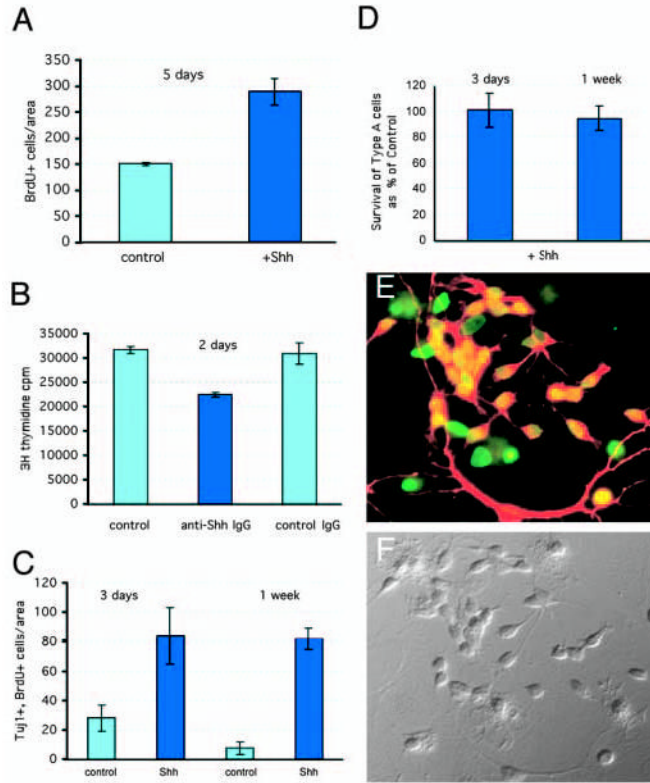 A
BrdU+ cells/area
350
300
250
200
150
100
50
0
5 days
control
+Shh
B
3H thymidine cpm
35000
30000
25000
20000
15000
10000
5000
0
2 days
control
anti-Shh IgG
control IgG
C
Tuj1+, BrdU+ cells/area
120
100
80
60
40
20
0
3 days
1 week
control
Shh
control
Shh
D
Survival of Type A cells
as % of Control
120
100
80
60
40
20
0
3 days
1 week
+ Shh
E
F